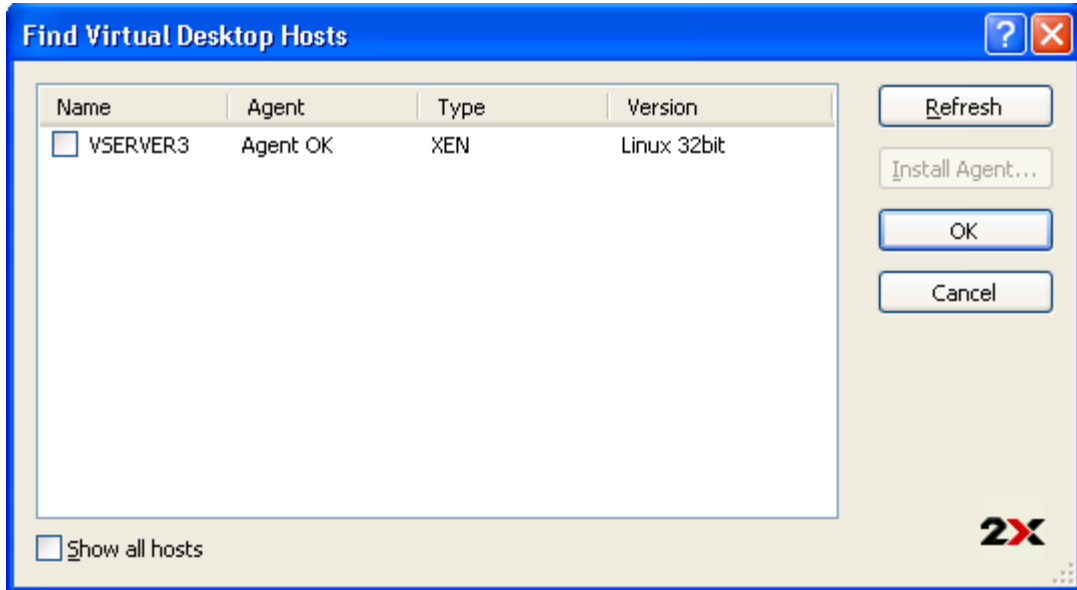 Find Virtual Desktop Hosts
Name Agent Type Version
VSERVER3 Agent OK XEN Linux 32bit
Refresh
Install Agent...
OK
Cancel
Show all hosts
2X